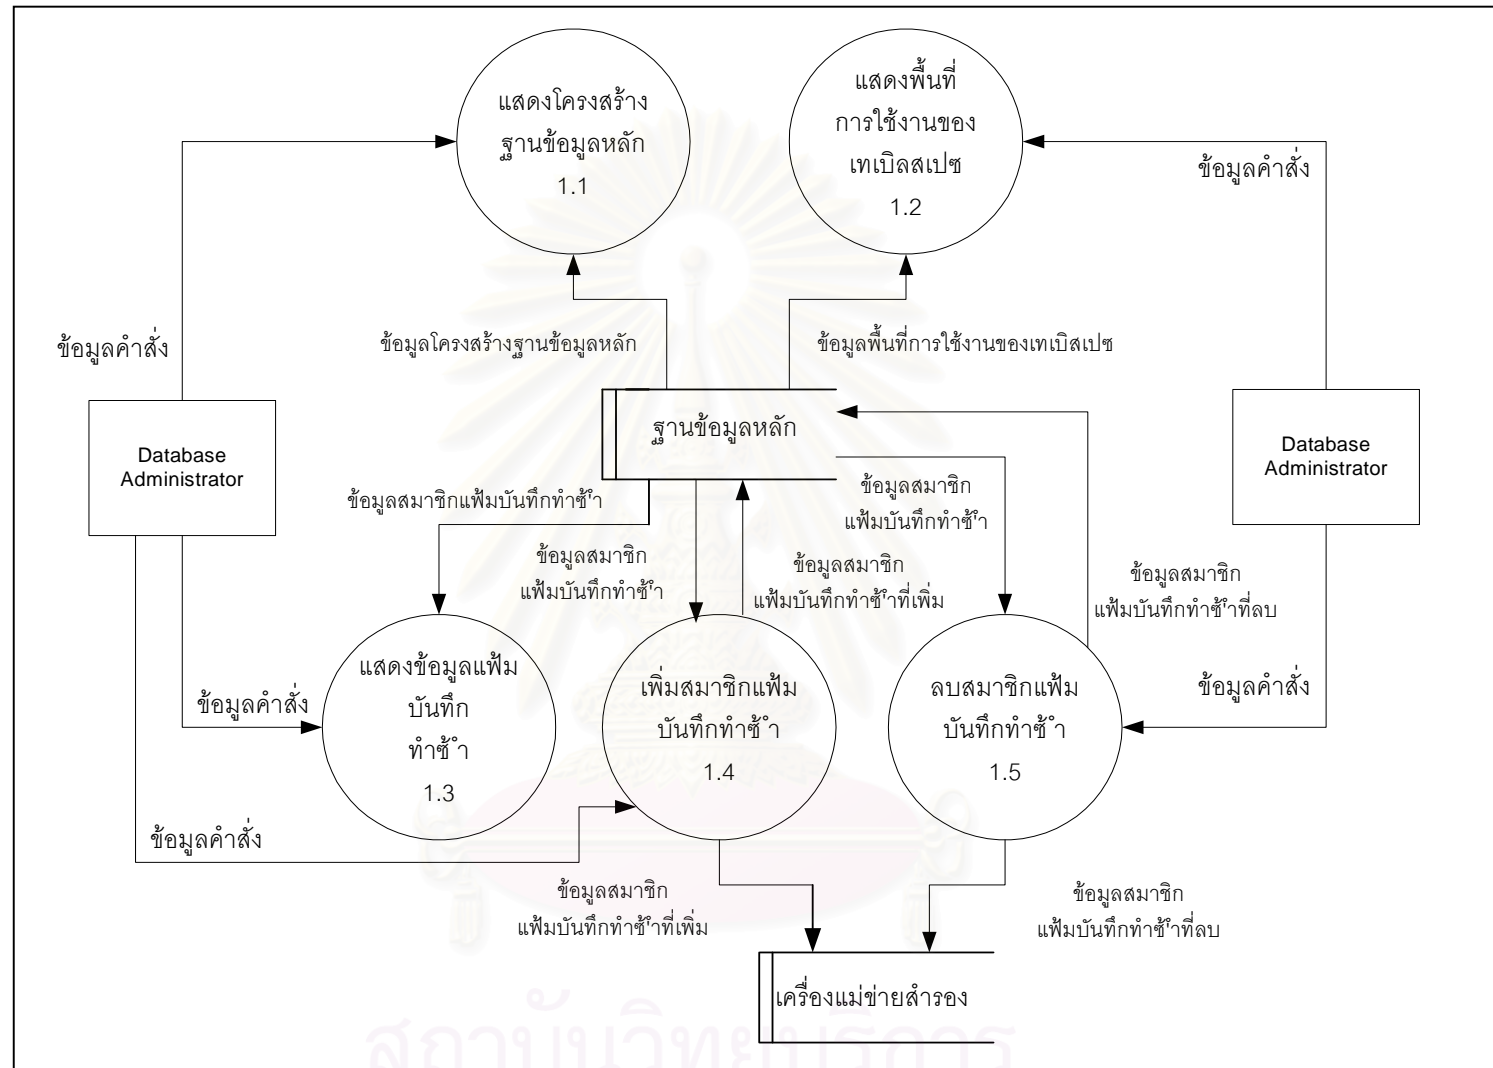 แสดงโครงสร้าง
ฐานข้อมูลหลัก
1.1
แสดงพื้นที่
การใช้งานของ
เทเบิลสเปซ
1.2
ข้อมูลคำสั่ง
ข้อมูลคำสั่ง
ข้อมูลโครงสร้างฐานข้อมูลหลัก
ข้อมูลพื้นที่การใช้งานของเทเบิสเปซ
Database
Administrator
ฐานข้อมูลหลัก
Database
Administrator
ข้อมูลสมาชิกแฟ้มบันทึกทำซ้ำ
ข้อมูลสมาชิก
แฟ้มบันทึกทำซ้ำ
ข้อมูลสมาชิก
แฟ้มบันทึกทำซ้ำ
ข้อมูลสมาชิก
แฟ้มบันทึกทำซ้ำที่เพิ่ม
ข้อมูลสมาชิก
แฟ้มบันทึกทำซ้ำที่ลบ
แสดงข้อมูลแฟ้ม
บันทึก
ทำซ้ำ
1.3
เพิ่มสมาชิกแฟ้ม
บันทึกทำซ้ำ
1.4
ลบสมาชิกแฟ้ม
บันทึกทำซ้ำ
1.5
ข้อมูลคำสั่ง
ข้อมูลคำสั่ง
ข้อมูลคำสั่ง
ข้อมูลสมาชิก
แฟ้มบันทึกทำซ้ำที่เพิ่ม
ข้อมูลสมาชิก
แฟ้มบันทึกทำซ้ำที่ลบ
เครื่องแม่ข่ายสำรอง
สถาบันวิทยบริการ